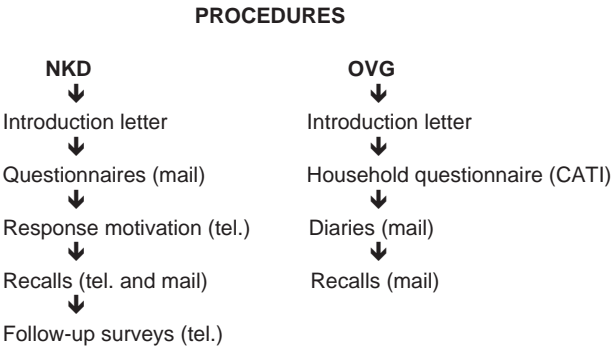 PROCEDURES
NKD OVG
Introduction letter Introduction letter
Questionnaires (mail) Household questionnaire (CATI)
Response motivation (tel.) Diaries (mail)
Recalls (tel. and mail) Recalls (mail)
Follow-up surveys (tel.)